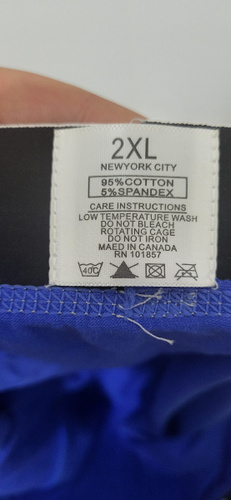 2XL
NEWYORK CITY
95%COTTON
5%SPANDEX
CARE INSTRUCTIONS
LOW TEMPERATURE WASH
DO NOT BLEACH
ROTATING CAGE
DO NOT IRON
MAED IN CANADA
RN 101857
40C